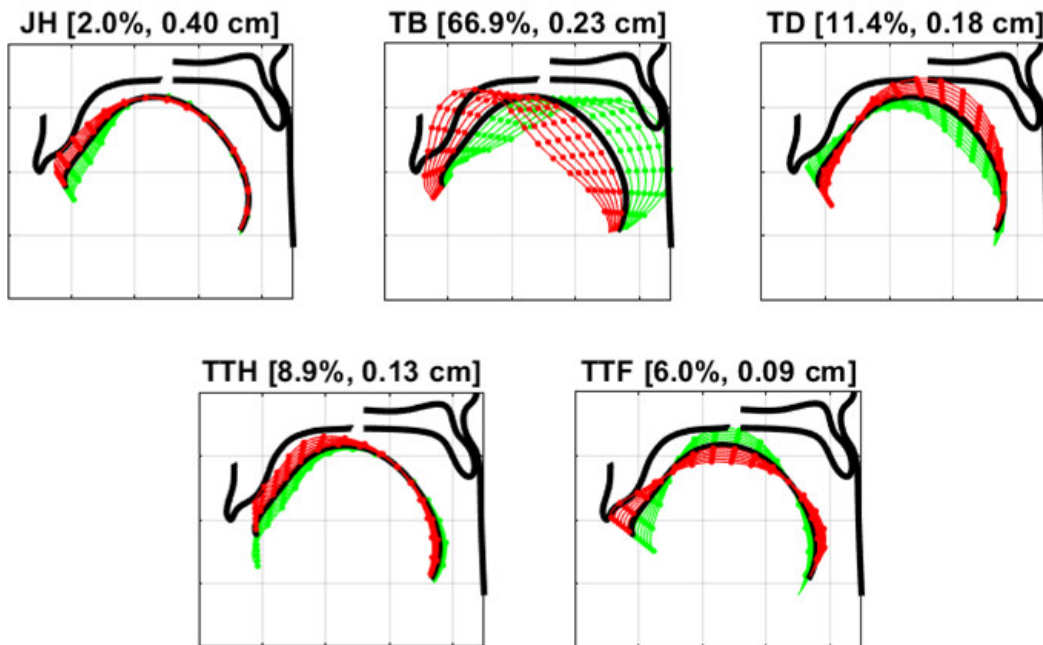 JH [2.0%, 0.40 cm]
TB [66.9%, 0.23 cm]
TD [11.4%, 0.18 cm]
TTH [8.9%, 0.13 cm]
TTF [6.0%, 0.09 cm]